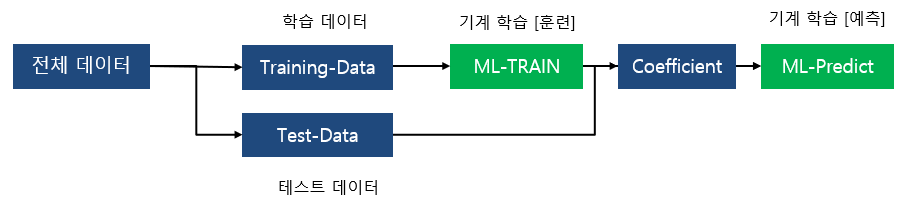 학습 데이터
기계 학습 [훈련]
기계 학습 [예측]
전체 데이터
Training-Data
ML-TRAIN
Coefficient
ML-Predict
Test-Data
테스트 데이터